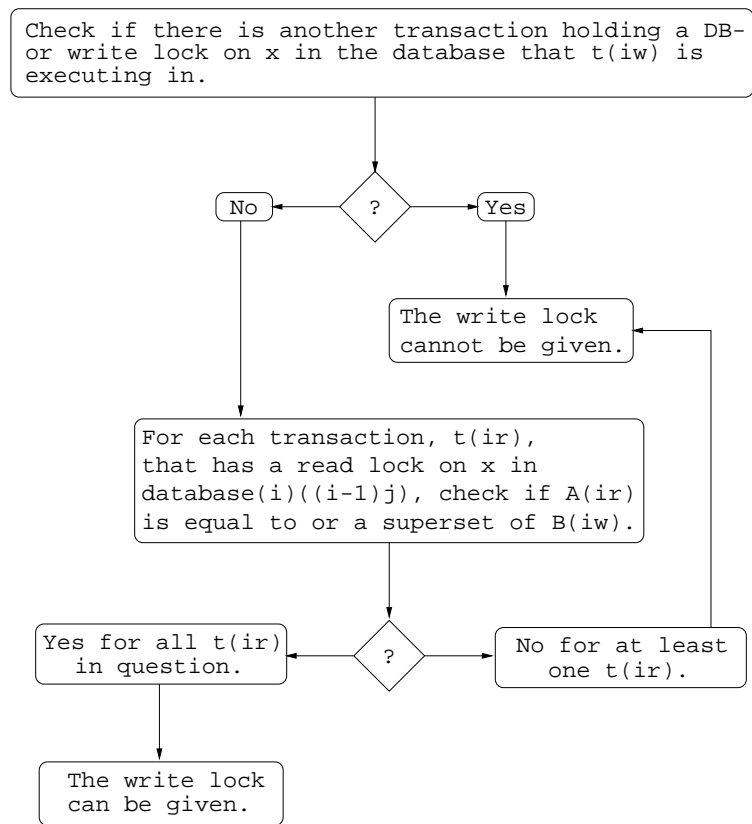 Check if there is another transaction holding a DB-
or write lock on x in the database that t(iw) is
executing in.
No
?
Yes
The write lock
cannot be given.
For each transaction, t(ir),
that has a read lock on x in
database(i)((i-1)j), check if A(ir)
is equal to or a superset of B(iw).
Yes for all t(ir)
in question.
?
No for at least
one t(ir).
The write lock
can be given.